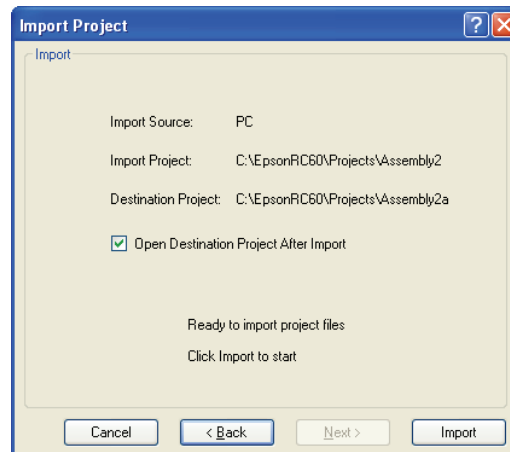 Import Project
Import
Import Source: PC
Import Project: C:\EpsonRC60\Projects\Assembly2
Destination Project: C:\EpsonRC60\Projects\Assembly2a
Open Destination Project After Import
Ready to import project files
Click Import to start
Cancel < Back Next > Import